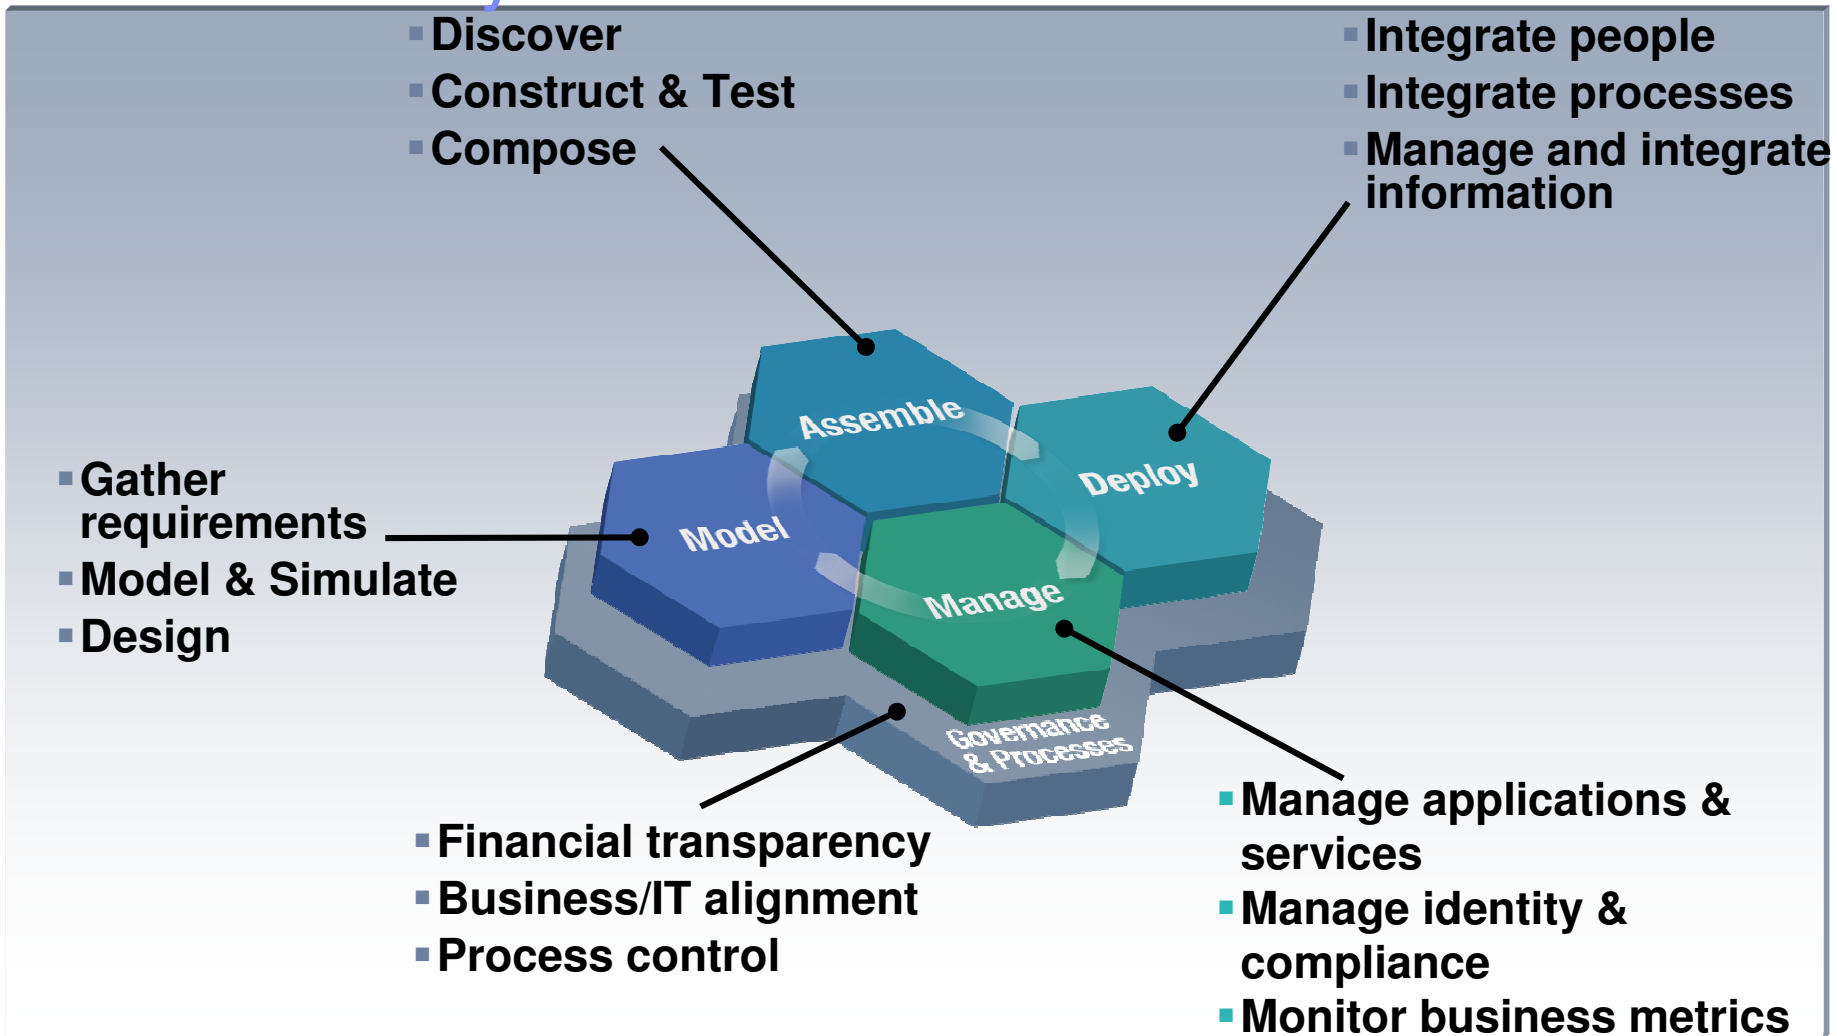 Discover
Construct & Test
Compose
Integrate people
Integrate processes
Manage and integrate
information
Assemble
Deploy
Model
Manage
Governance
& Processes
Gather
requirements
Model & Simulate
Design
Financial transparency
Business/IT alignment
Process control
Manage applications &
services
Manage identity &
compliance
Monitor business metrics